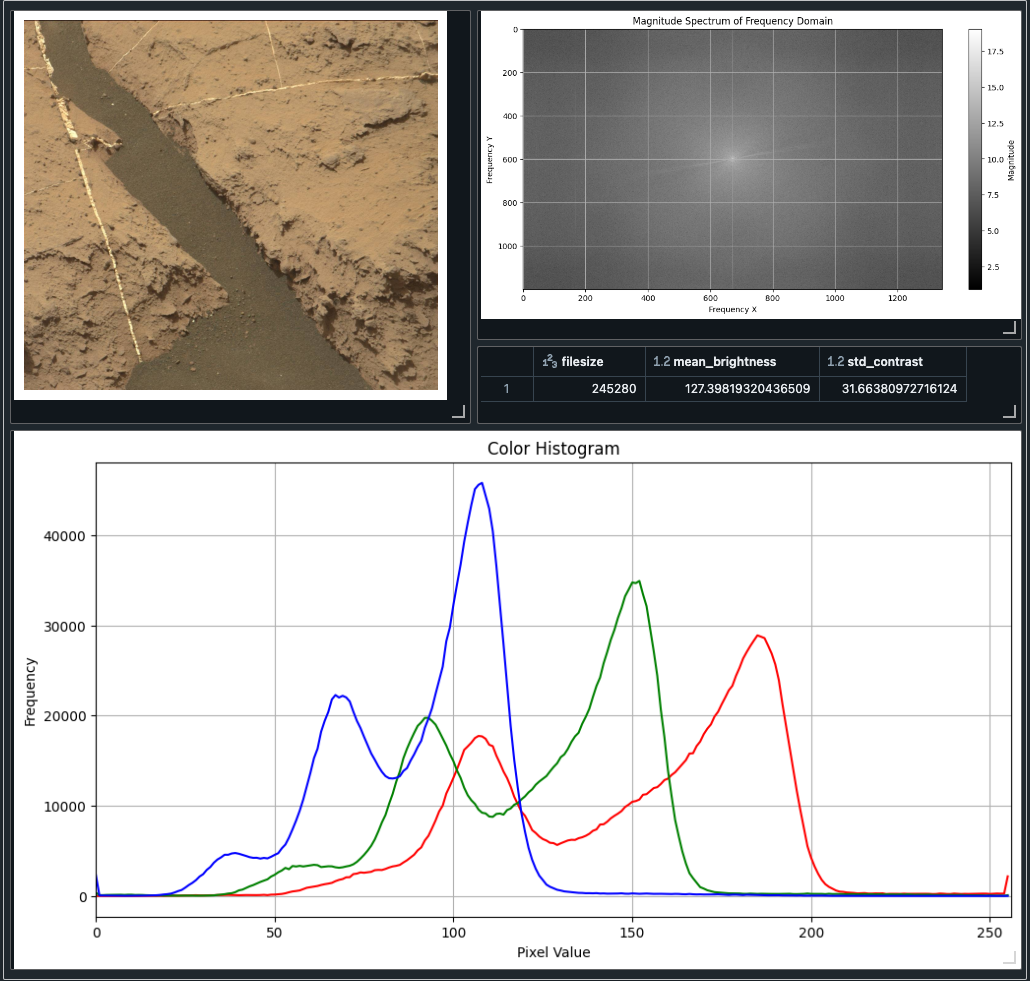 Magnitude Spectrum of Frequency Domain
0
200
400
600
800
1000
Frequency Y
0 200 400 600 800 1000 1200
Frequency X
17.5
15.0
12.5
10.0
7.5
5.0
2.5
Magnitude
123 filesize 1.2 mean_brightness 1.2 std_contrast
1 245280 127.39819320436509 31.66380972716124
Color Histogram
40000
30000
20000
10000
0
Frequency
0 50 100 150 200 250
Pixel Value